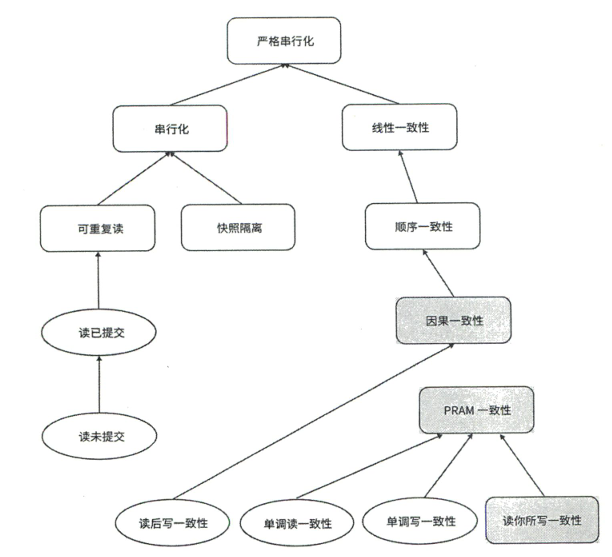 严格串行化
串行化
线性一致性
可重复读
快照隔离
顺序一致性
读已提交
因果一致性
PRAM 一致性
读未提交
读后写一致性
单调读一致性
单调写一致性
读你所写一致性